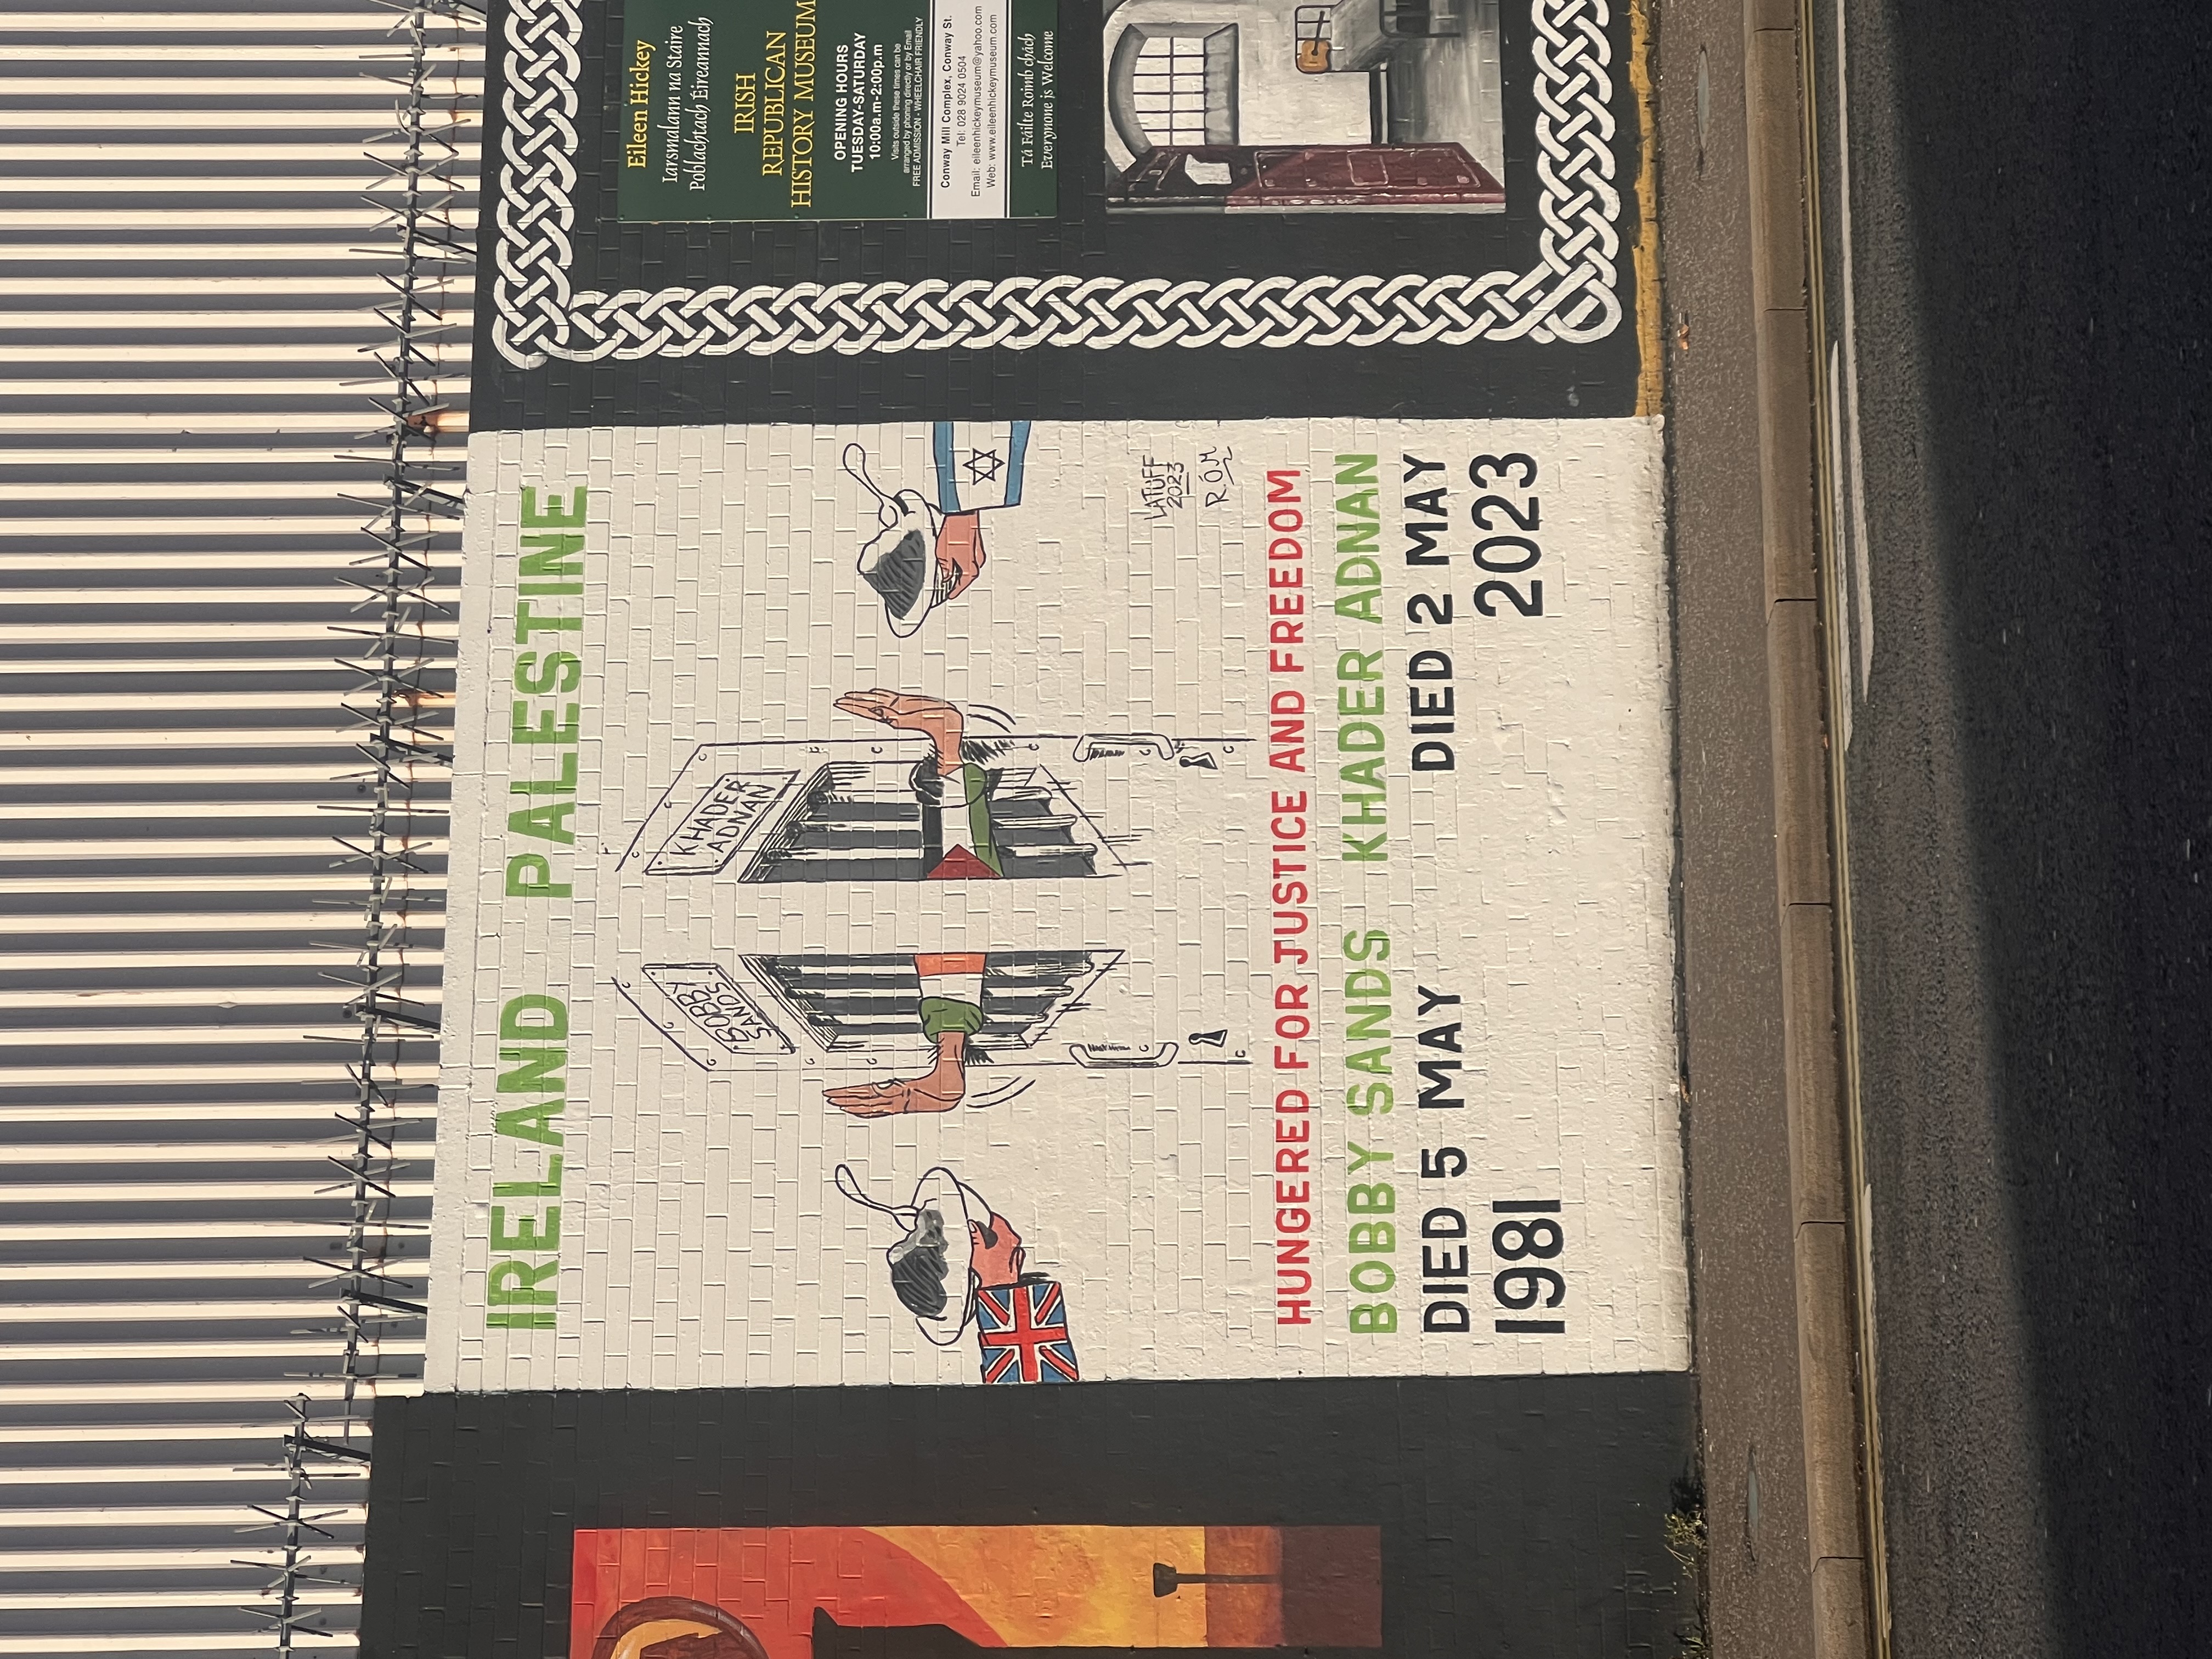 IRELAND PALESTINE
BOBBY
SANDS
KHADER
ADNAN
L'ATUFF
2023
R.Ó.M
HUNGERED FOR JUSTICE AND FREEDOM
BOBBY SANDS KHADER ADNAN
DIED 5 MAY DIED 2 MAY
1981 2023
Eileen Hickey
Iarsmalann na Staire
Poblachtach Éireannach
IRISH
REPUBLICAN
HISTORY MUSEUM
OPENING HOURS
TUESDAY-SATURDAY
10:00a.m-2:00p.m
Visits outside these times can be
arranged by phoning directly or by Email
FREE ADMISSION - WHEELCHAIR FRIENDLY
Conway Mill Complex, Conway St.
Tel: 028 9024 0504
Email: eileenhickeymuseum@yahoo.com
Web: www.eileenhickeymuseum.com
Tá Fáilte Roimh chách
Everynone is Welcome